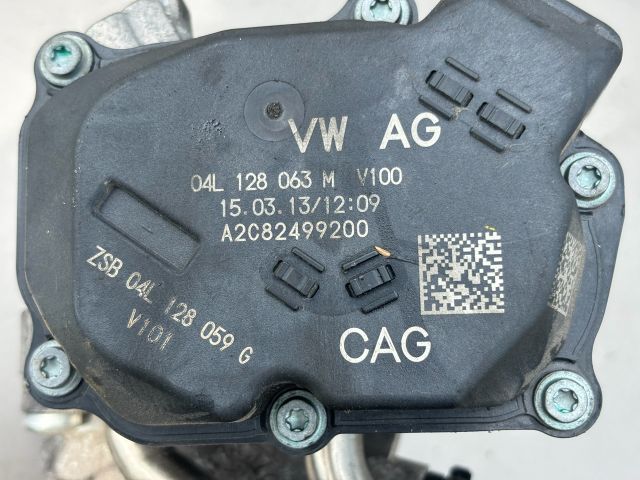 VW AG
04L 128 063 M V100
15.03.13/12:09
A2C82499200
ZSB 04L 128 059 G
V101
CAG